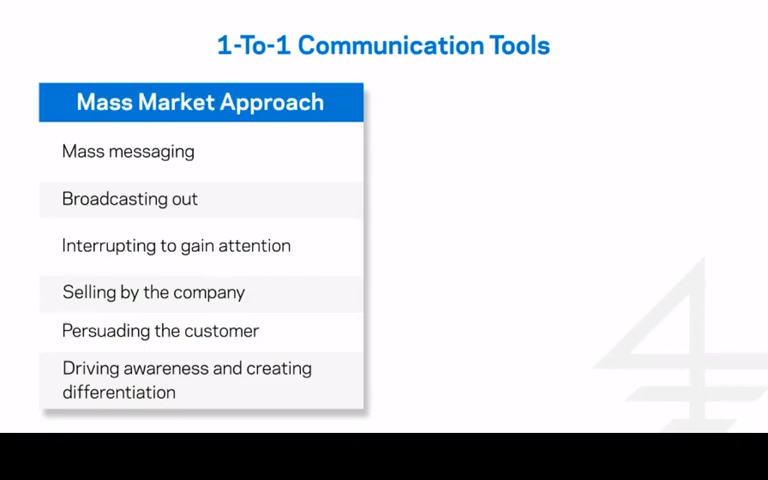 1-To-1 Communication Tools
Mass Market Approach
Mass messaging
Broadcasting out
Interrupting to gain attention
Selling by the company
Persuading the customer
Driving awareness and creating
differentiation